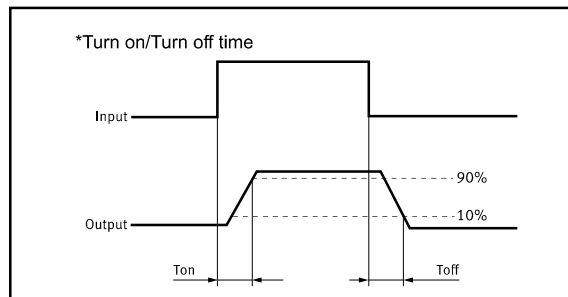 *Turn on/Turn off time
Input
Output
90%
10%
Ton
Toff